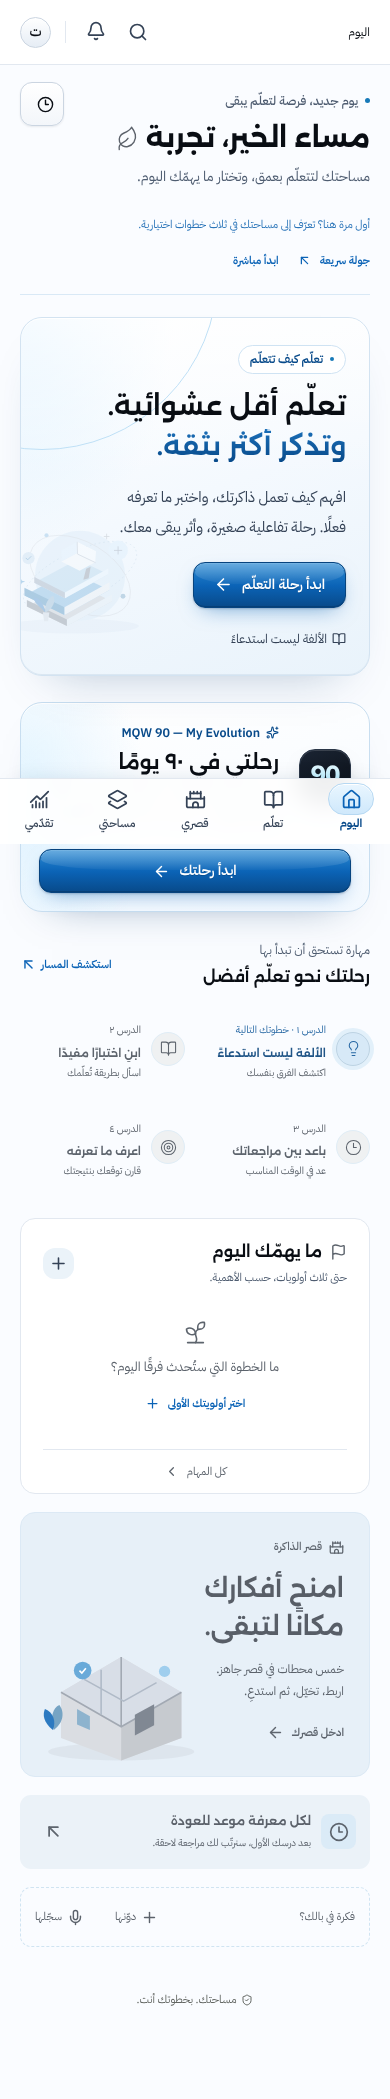 اليوم
ت
يوم جديد، فرصة لتعلّم يبقى
مساء الخير، تجربة
مساحتك لتتعلّم بعمق، وتختار ما يهمّك اليوم.
أول مرة هنا؟ تعرّف إلى مساحتك في ثلاث خطوات اختيارية.
جولة سريعة
ابدأ مباشرة
تعلّم كيف تتعلّم
تعلّم أقل عشوائية.
وتذكر أكثر بثقة.
افهم كيف تعمل ذاكرتك، واختبر ما تعرفه
فعلًا. رحلة تفاعلية صغيرة، وأثر يبقى معك.
ابدأ رحلة التعلّم
الألفة ليست استدعاءً
MQW 90 — My Evolution
رحلتي في ٩٠ يومًا
90
اليوم
تعلّم
قصري
مساحتي
تقدّمي
ابدأ رحلتك
مهارة تستحق أن تبدأ بها
رحلتك نحو تعلّم أفضل
استكشف المسار
الدرس ١ · خطوتك التالية
الألفة ليست استدعاءً
اكتشف الفرق بنفسك
الدرس ٢
ابنِ اختبارًا مفيدًا
اسأل بطريقة تُعلّمك
الدرس ٣
باعد بين مراجعاتك
عد في الوقت المناسب
الدرس ٤
اعرف ما تعرفه
قارن توقعك بنتيجتك
ما يهمّك اليوم
حتى ثلاث أولويات، حسب الأهمية.
ما الخطوة التي ستُحدث فرقًا اليوم؟
اختر أولويتك الأولى
كل المهام
قصر الذاكرة
امنح أفكارك
مكانًا لتبقى.
خمس محطات في قصر جاهز.
اربط، تخيّل، ثم استدعِ.
ادخل قصرك
لكل معرفة موعد للعودة
بعد درسك الأول، سنرتّب لك مراجعة لاحقة.
فكرة في بالك؟
دوّنها
سجّلها
مساحتك. بخطوتك أنت.